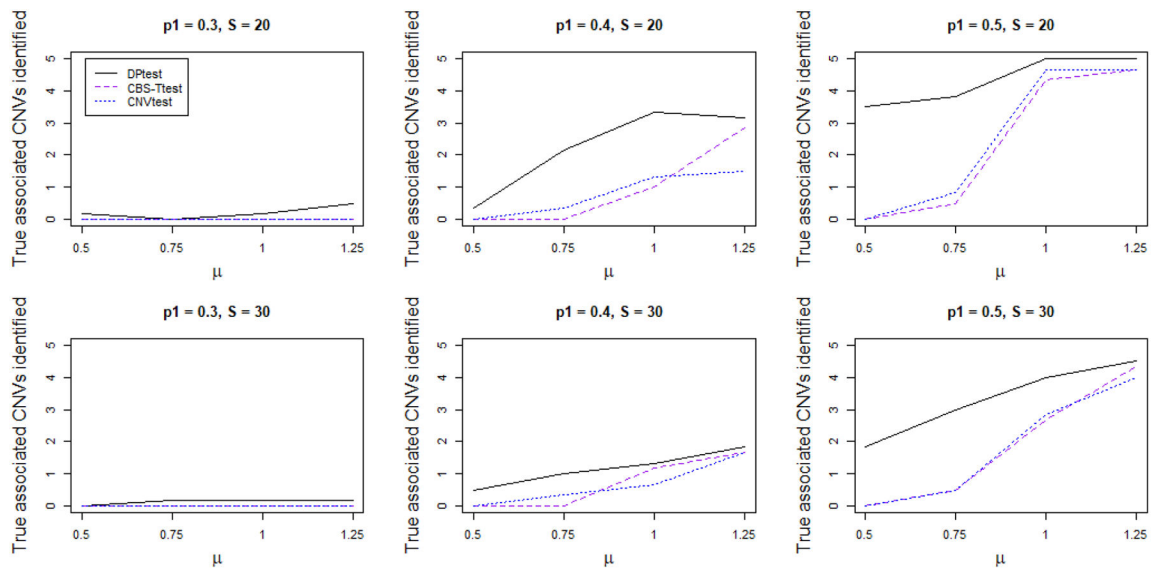 p1 = 0.3, S = 20
True associated CNVs identified
5
4
3
2
1
0
DPtest
CBS-Ttest
CNVtest
0.5 0.75 1 1.25
μ
p1 = 0.4, S = 20
True associated CNVs identified
5
4
3
2
1
0
0.5 0.75 1 1.25
μ
p1 = 0.5, S = 20
True associated CNVs identified
5
4
3
2
1
0
0.5 0.75 1 1.25
μ
p1 = 0.3, S = 30
True associated CNVs identified
5
4
3
2
1
0
0.5 0.75 1 1.25
μ
p1 = 0.4, S = 30
True associated CNVs identified
5
4
3
2
1
0
0.5 0.75 1 1.25
μ
p1 = 0.5, S = 30
True associated CNVs identified
5
4
3
2
1
0
0.5 0.75 1 1.25
μ